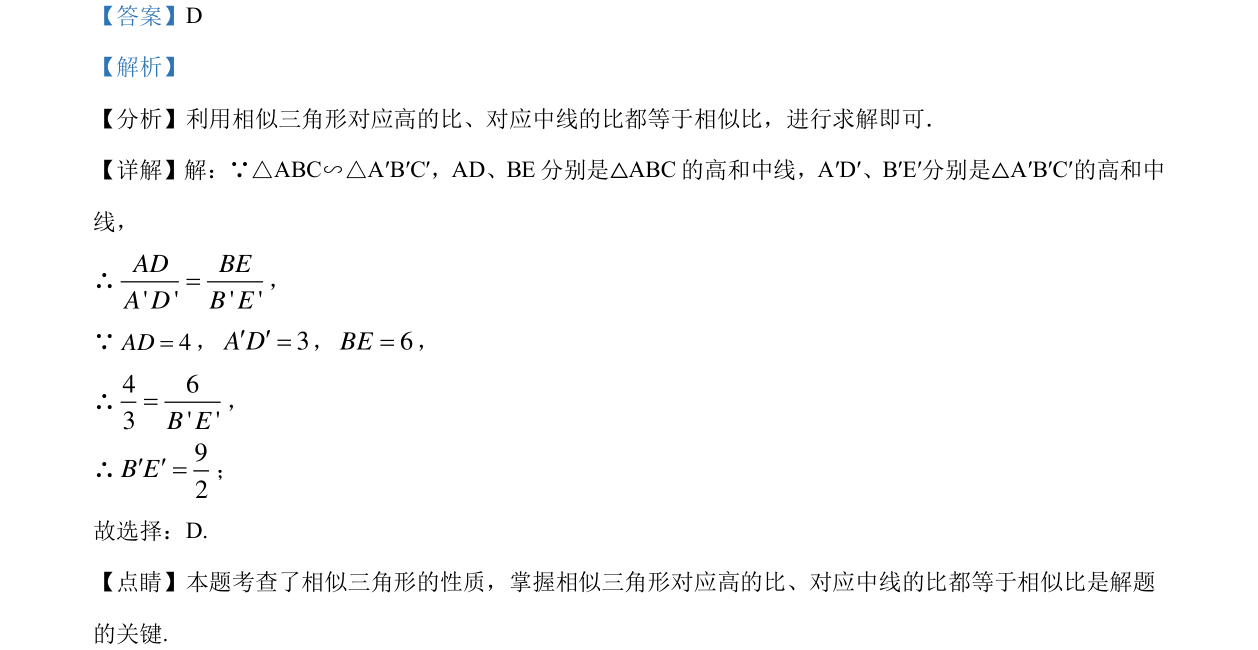 【答案】D
【解析】
【分析】利用相似三角形对应高的比、对应中线的比都等于相似比，进行求解即可．
【详解】解：∵△ABC∽△A′B′C′，AD、BE 分别是△ABC 的高和中线，A′D′、B′E′分别是△A′B′C′的高和中
线，
∴ \frac{AD}{A'D'} = \frac{BE}{B'E'}，
∵ AD = 4， A′D′ = 3， BE = 6，
∴ \frac{4}{3} = \frac{6}{B'E'}，
∴ B′E′ = \frac{9}{2}；
故选择：D.
【点睛】本题考查了相似三角形的性质，掌握相似三角形对应高的比、对应中线的比都等于相似比是解题
的关键.